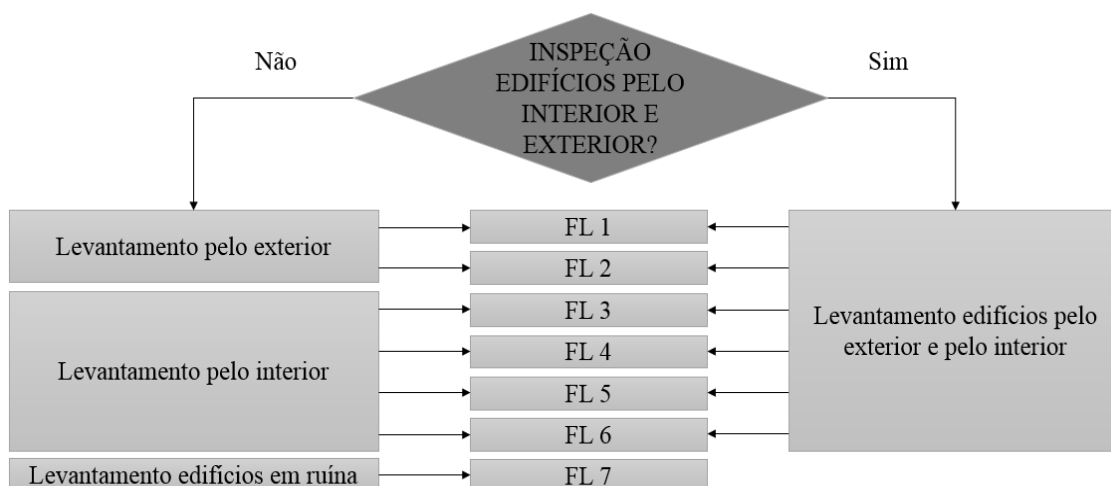 INSPEÇÃO
EDIFÍCIOS PELO
INTERIOR E
EXTERIOR?
Não
Sim
Levantamento pelo exterior
FL 1
FL 2
Levantamento pelo interior
FL 3
FL 4
FL 5
FL 6
Levantamento edifícios pelo
exterior e pelo interior
Levantamento edifícios em ruína
FL 7